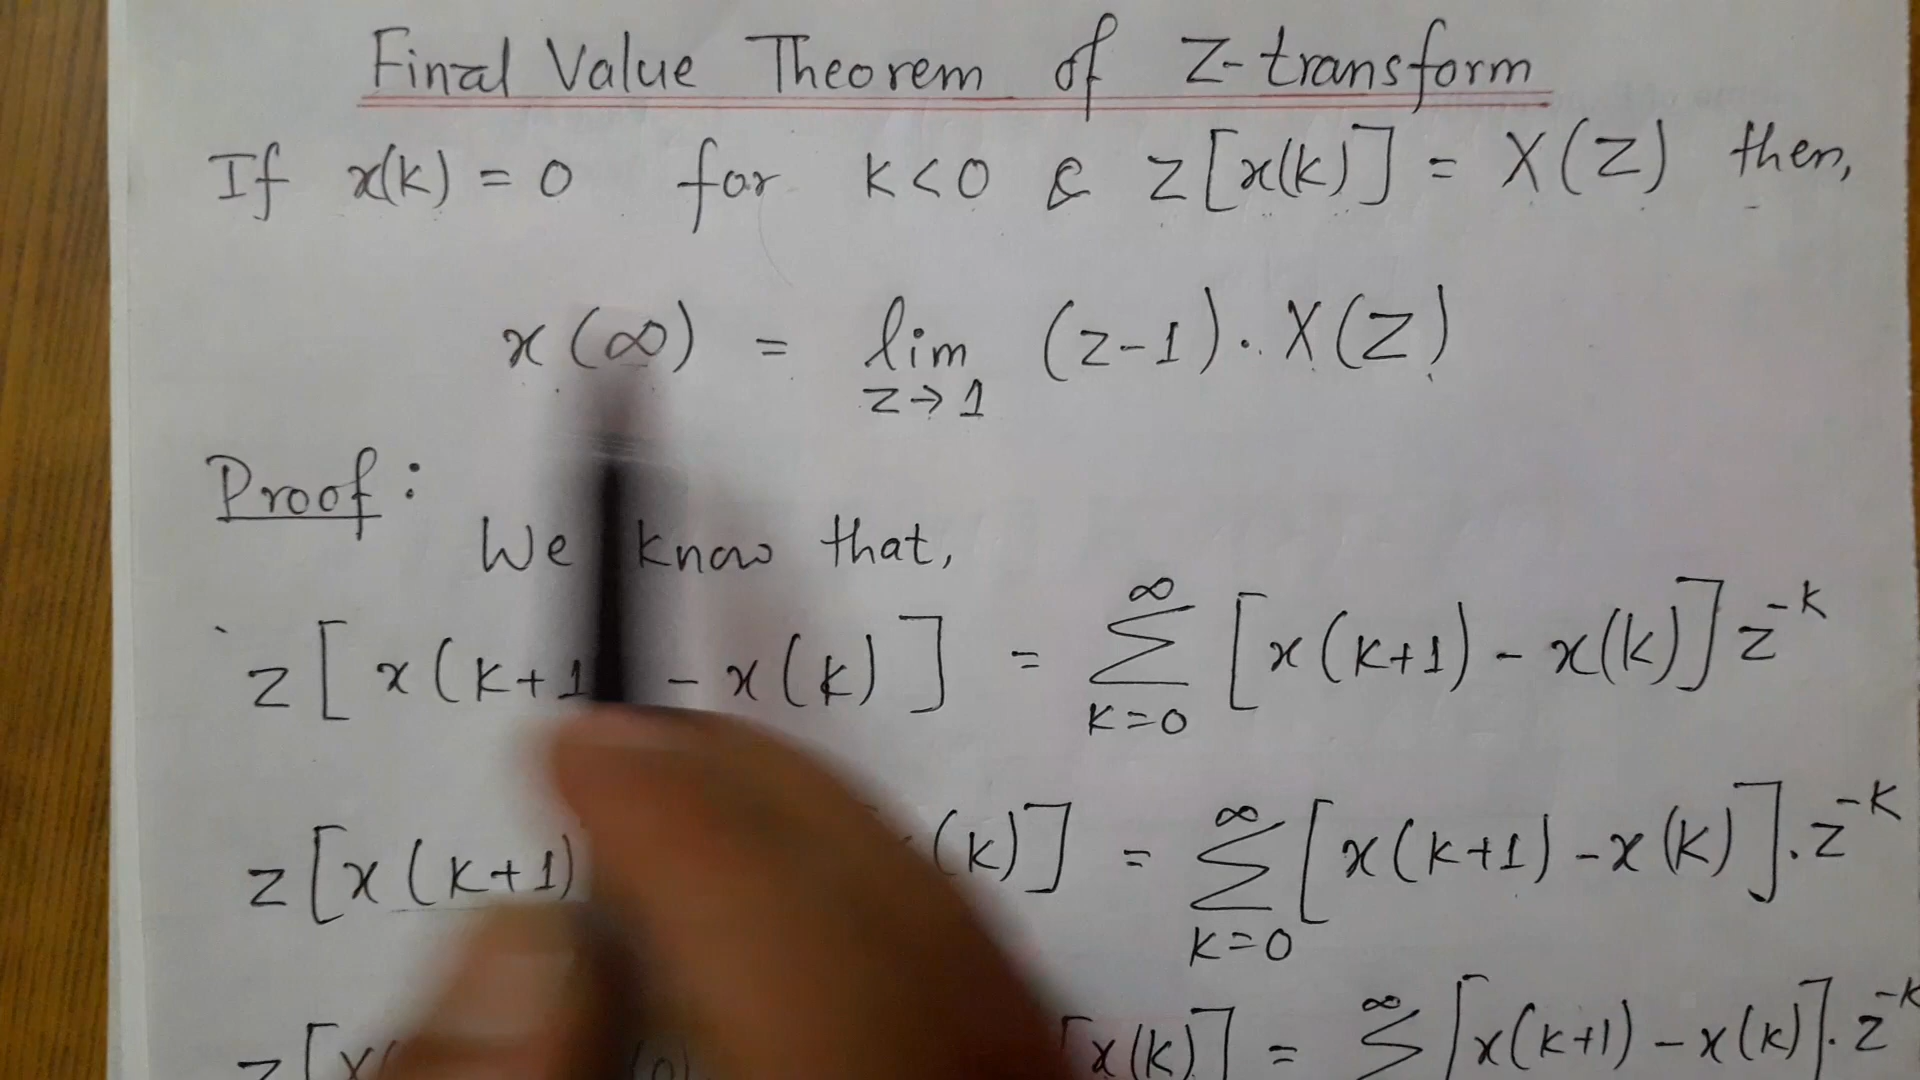 Final Value Theorem of Z-transform
If x(k) = 0 for k<0 & z[x(k)] = X(z) then,
x(∞) = lim (z-1). X(z)
z→1
Proof:
We know that,
z[x(k+1 - x(k)] = ∞ Σ k=0 [x(k+1) - x(k)] z^-k
z[x(k+1) (k)] = ∞ Σ k=0 [x(k+1) - x(k)]. z^-k
z[x( (0) [x(k)] = ∞ Σ [x(k+1) - x(k)]. z^-k